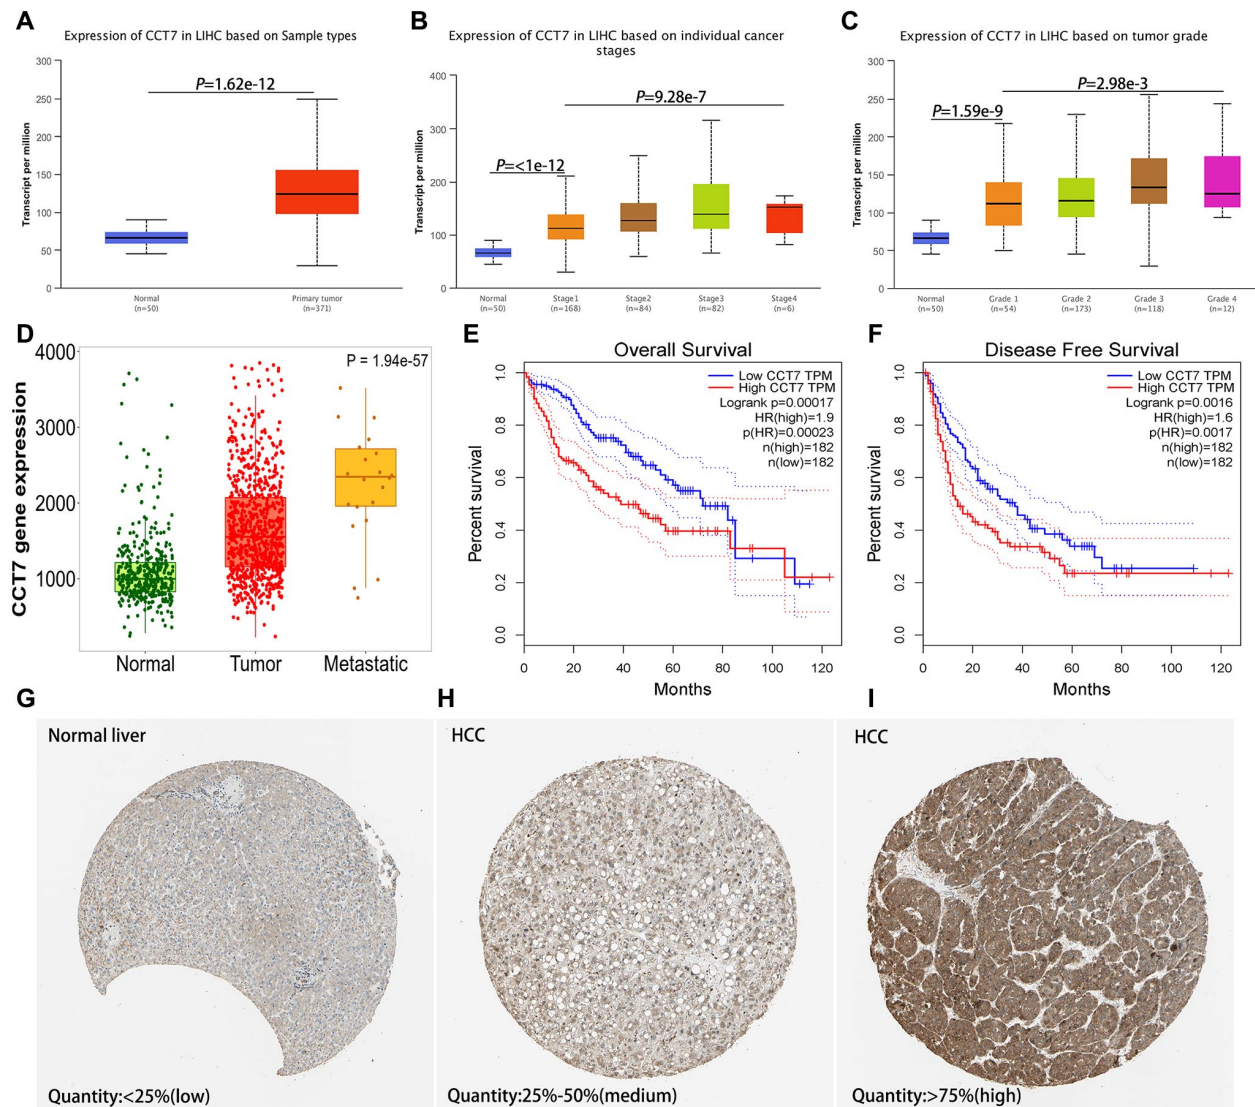 A
Expression of CCT7 in LIHC based on Sample types
Transcript per million
300
250
200
150
100
50
0
P=1.62e-12
Normal
(n=50)
Primary tumor
(n=371)
B
Expression of CCT7 in LIHC based on individual cancer
stages
Transcript per million
400
300
200
100
0
P=<1e-12
P=9.28e-7
Normal
(n=50)
Stage1
(n=168)
Stage2
(n=84)
Stage3
(n=82)
Stage4
(n=6)
C
Expression of CCT7 in LIHC based on tumor grade
Transcript per million
300
250
200
150
100
50
0
P=1.59e-9
P=2.98e-3
Normal
(n=50)
Grade 1
(n=54)
Grade 2
(n=173)
Grade 3
(n=118)
Grade 4
(n=12)
D
CCT7 gene expression
4000
3000
2000
1000
P = 1.94e-57
Normal
Tumor
Metastatic
E
Overall Survival
Percent survival
1.0
0.8
0.6
0.4
0.2
0.0
Low CCT7 TPM
High CCT7 TPM
Logrank p=0.00017
HR(high)=1.9
p(HR)=0.00023
n(high)=182
n(low)=182
0 20 40 60 80 100 120
Months
F
Disease Free Survival
Percent survival
1.0
0.8
0.6
0.4
0.2
0.0
Low CCT7 TPM
High CCT7 TPM
Logrank p=0.0016
HR(high)=1.6
p(HR)=0.0017
n(high)=182
n(low)=182
0 20 40 60 80 100 120
Months
G
Normal liver
Quantity:<25%(low)
H
HCC
Quantity:25%-50%(medium)
I
HCC
Quantity:>75%(high)